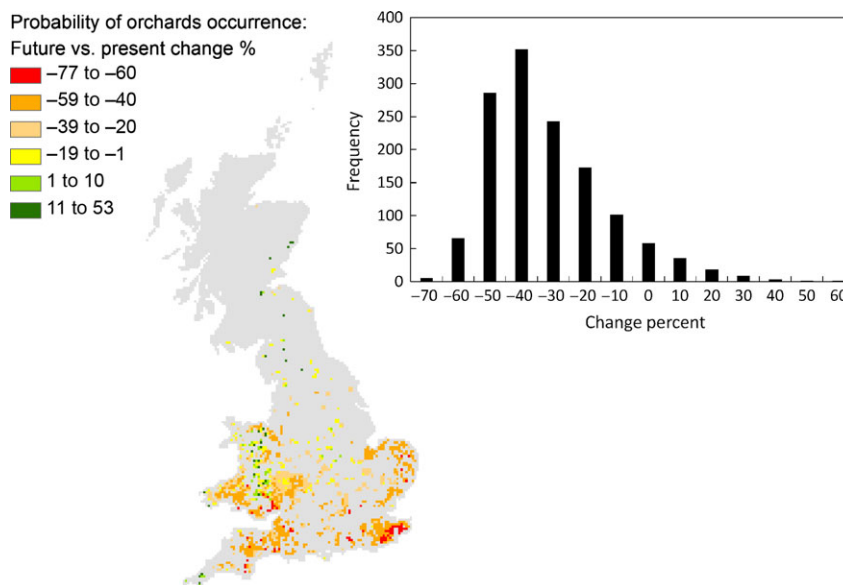 Probability of orchards occurrence:
Future vs. present change %
–77 to –60
–59 to –40
–39 to –20
–19 to –1
1 to 10
11 to 53
400
350
300
250
200
150
100
50
0
Frequency
–70 –60 –50 –40 –30 –20 –10 0 10 20 30 40 50 60
Change percent